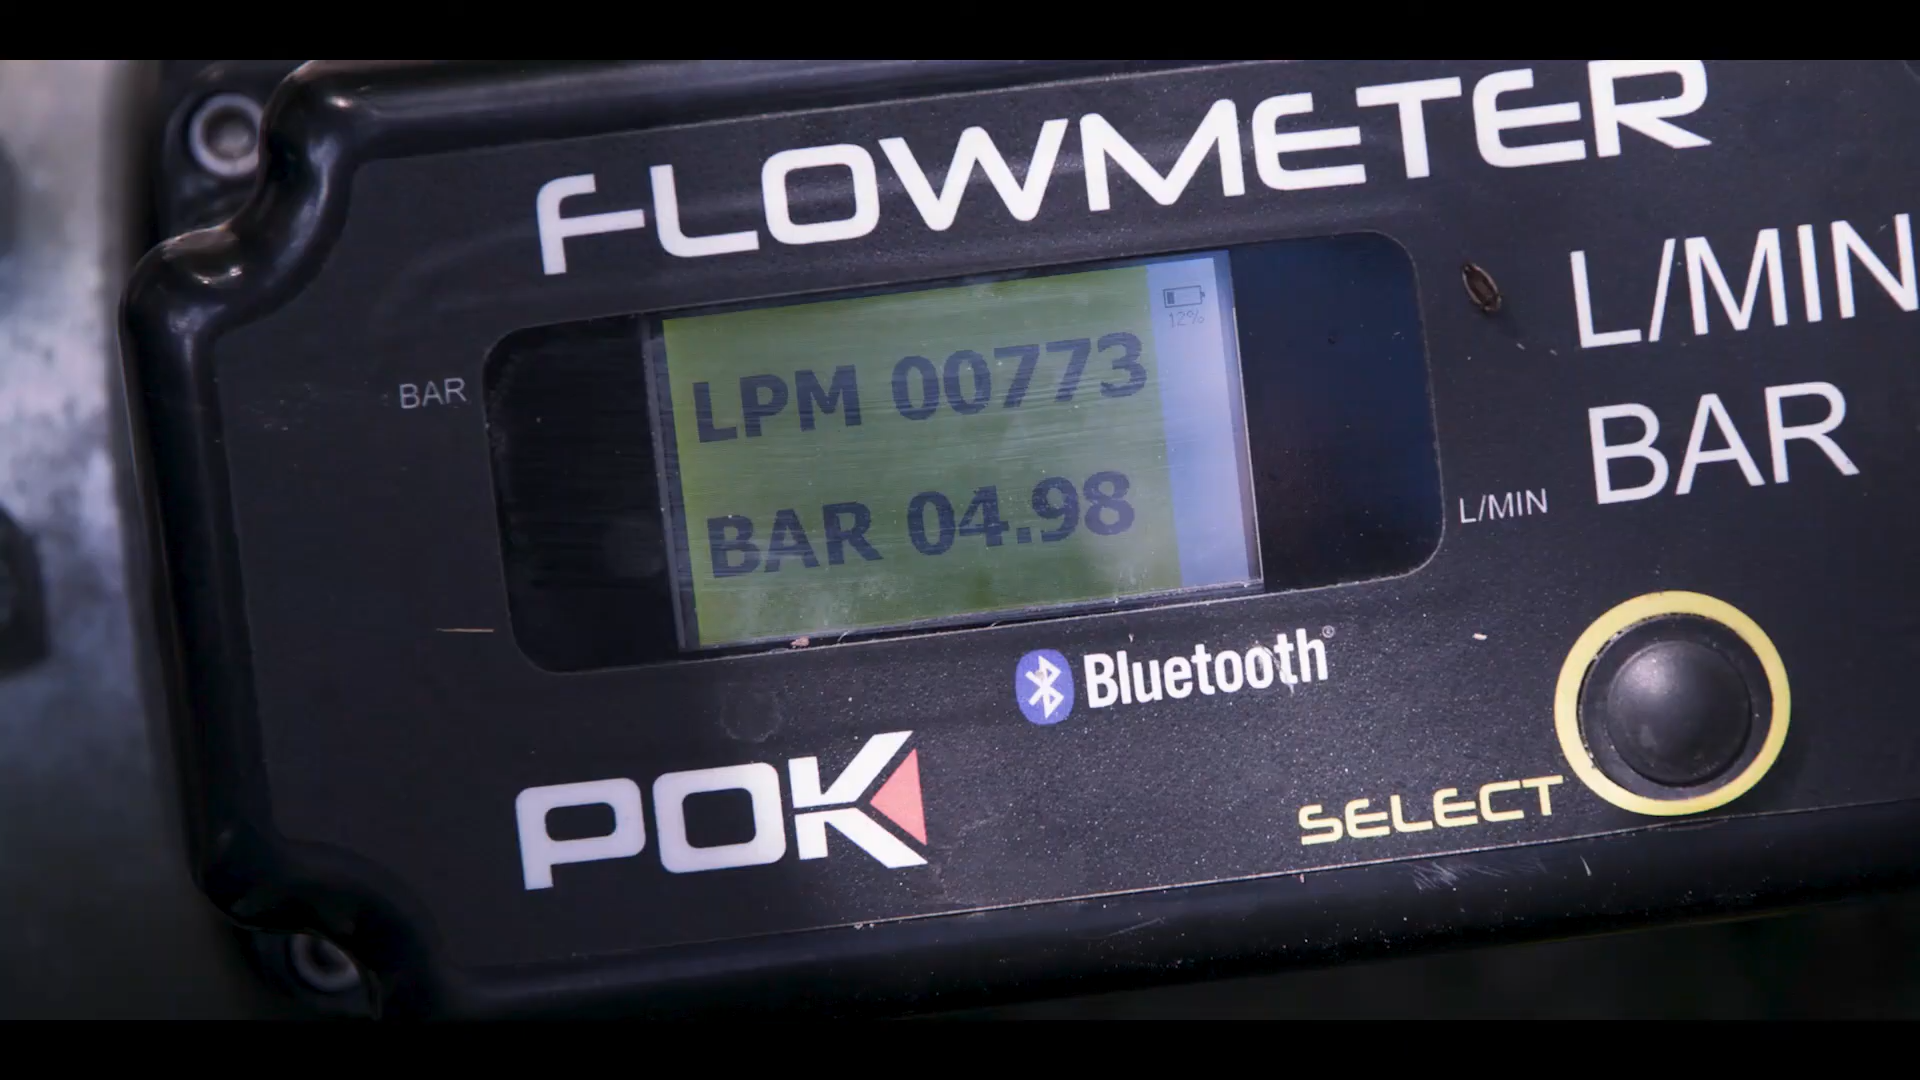 FLOWMETER
L/MIN
BAR
BAR
12%
LPM 00773
BAR 04.98
L/MIN
Bluetooth®
POK
SELECT